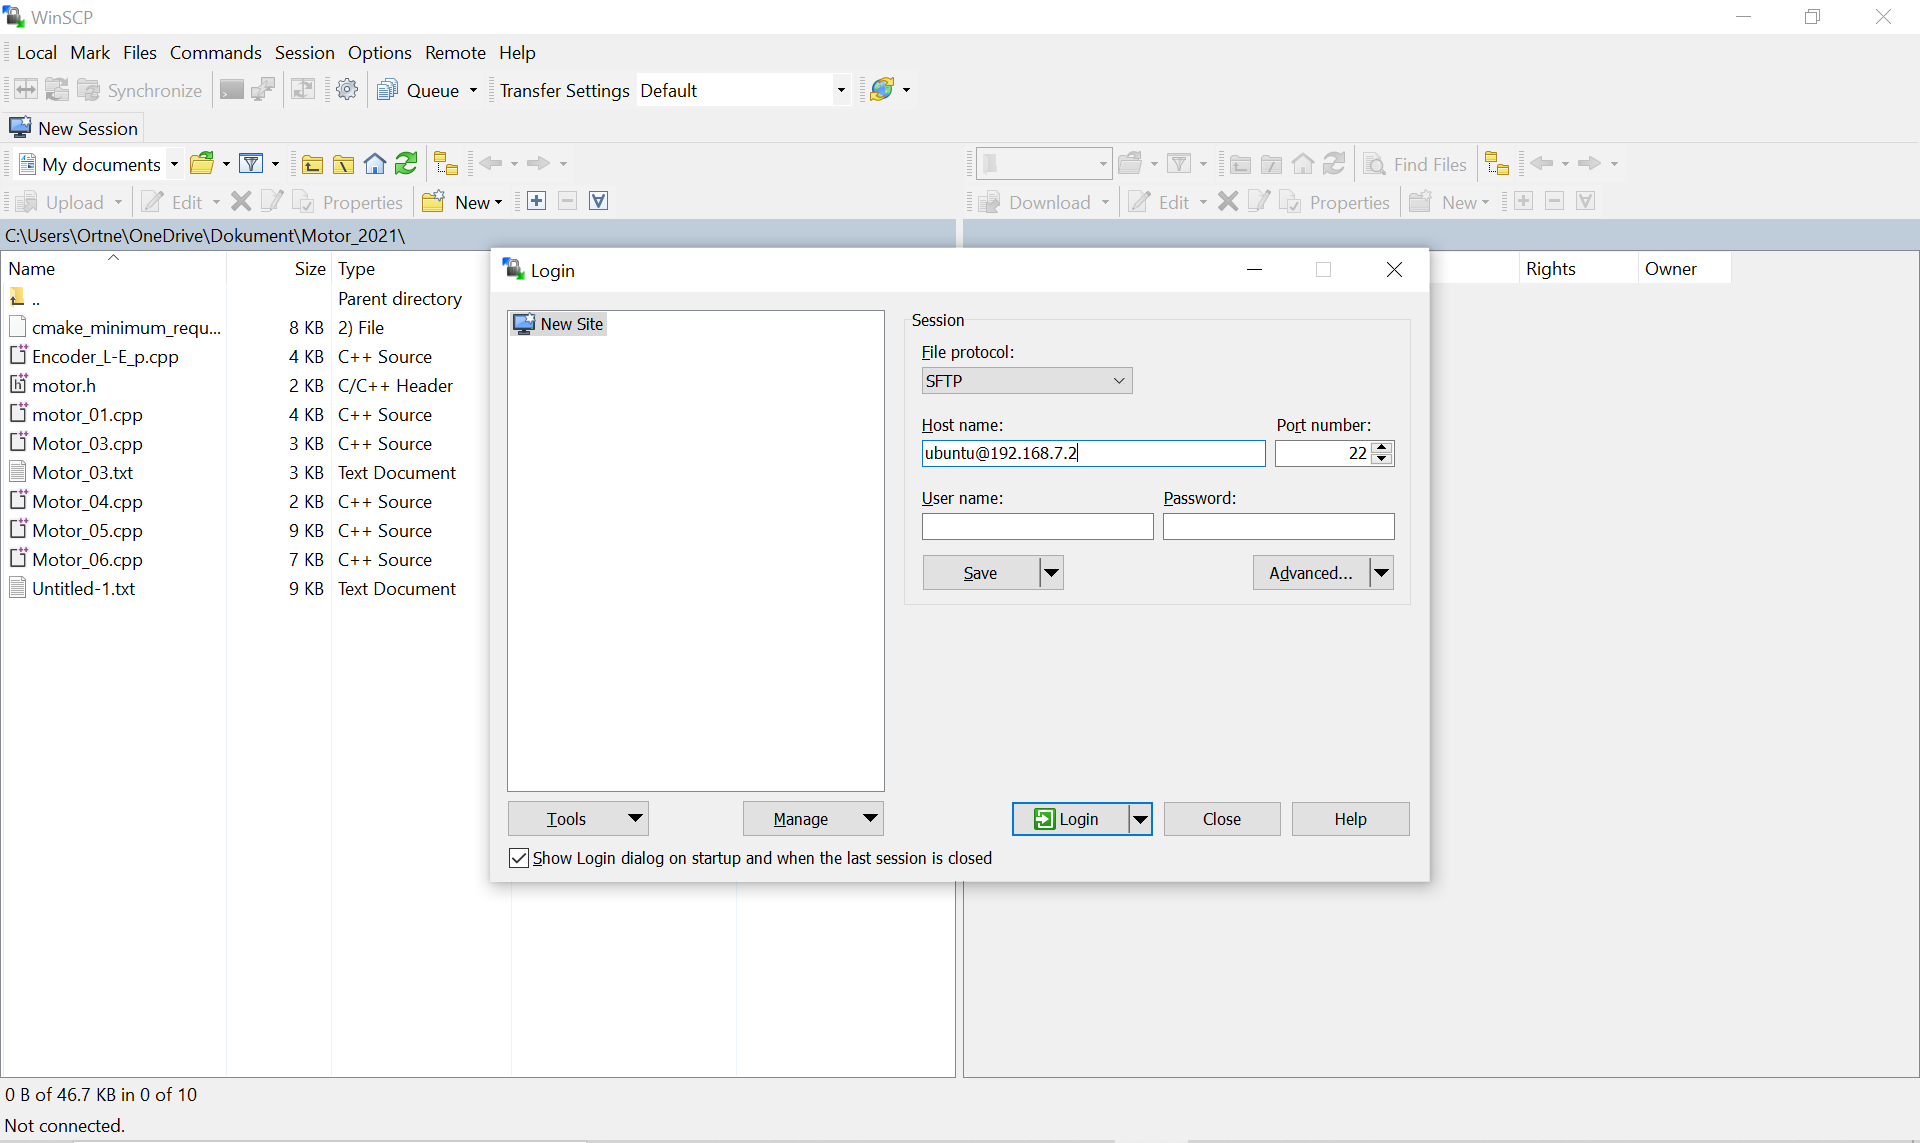 WinSCP
Local Mark Files Commands Session Options Remote Help
Synchronize Queue Transfer Settings Default
New Session
My documents Find Files
Upload Edit Properties New Download Edit Properties New
C:\Users\Ortne\OneDrive\Dokument\Motor_2021\
Name Size Type Rights Owner
.. Parent directory
cmake_minimum_requ... 8 KB 2) File
Encoder_L-E_p.cpp 4 KB C++ Source
motor.h 2 KB C/C++ Header
motor_01.cpp 4 KB C++ Source
Motor_03.cpp 3 KB C++ Source
Motor_03.txt 3 KB Text Document
Motor_04.cpp 2 KB C++ Source
Motor_05.cpp 9 KB C++ Source
Motor_06.cpp 7 KB C++ Source
Untitled-1.txt 9 KB Text Document
Login
New Site
Session
File protocol:
SFTP
Host name: Port number:
ubuntu@192.168.7.2 22
User name: Password:
Save Advanced...
Tools Manage Login Close Help
Show Login dialog on startup and when the last session is closed
0 B of 46.7 KB in 0 of 10
Not connected.